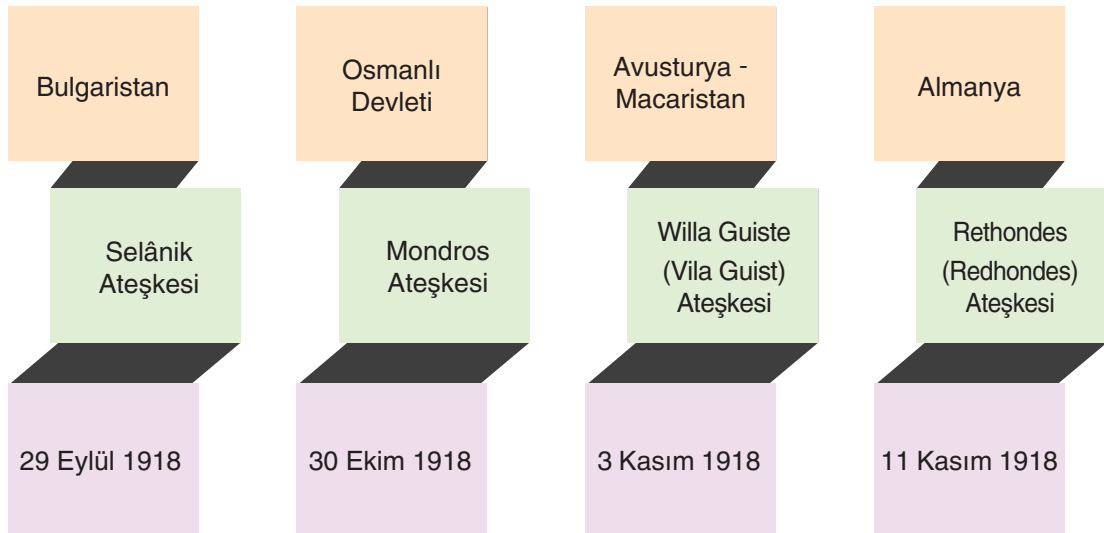 Bulgaristan
Selânik
Ateşkesi
29 Eylül 1918
Osmanlı
Devleti
Mondros
Ateşkesi
30 Ekim 1918
Avusturya -
Macaristan
Willa Guiste
(Vila Guist)
Ateşkesi
3 Kasım 1918
Almanya
Rethondes
(Redhondes)
Ateşkesi
11 Kasım 1918